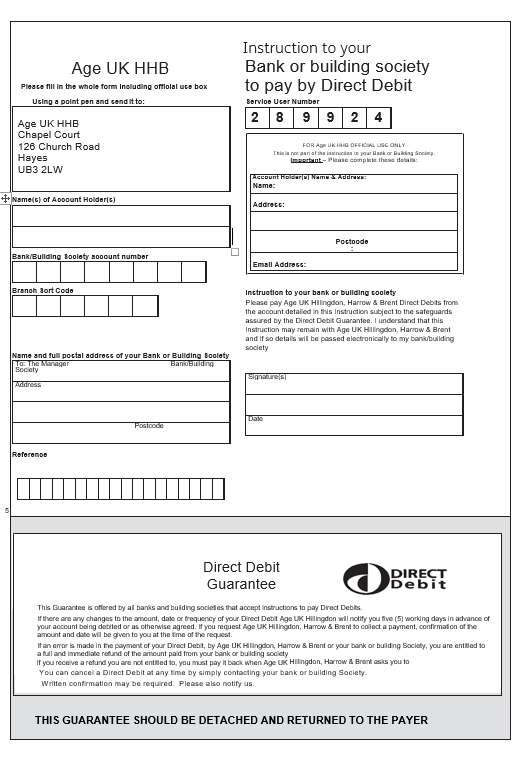 Age UK HHB
Please fill in the whole form including official use box
Using a point pen and send it to:
Age UK HHB
Chapel Court
126 Church Road
Hayes
UB3 2LW
Name(s) of Account Holder(s)
Bank/Building Society account number
Branch Sort Code
Name and full postal address of your Bank or Building Society
To: The Manager Bank/Building
Society
Address
Postcode
Reference
Instruction to your
Bank or building society
to pay by Direct Debit
Service User Number
2 8 9 9 2 4
FOR Age UK HHB OFFICIAL USE ONLY
This is not part of the instruction to your Bank or Building Society.
Important – Please complete these details:
Account Holder(s) Name & Address:
Name:
Address:
Postcode
:
Email Address:
Instruction to your bank or building society
Please pay Age UK Hillingdon, Harrow & Brent Direct Debits from
the account detailed in this Instruction subject to the safeguards
assured by the Direct Debit Guarantee. I understand that this
Instruction may remain with Age UK Hillingdon, Harrow & Brent
and if so details will be passed electronically to my bank/building
society
Signature(s)
Date
5
Direct Debit
Guarantee
DIRECT
Debit
This Guarantee is offered by all banks and building societies that accept instructions to pay Direct Debits.
If there are any changes to the amount, date or frequency of your Direct Debit Age UK Hillingdon will notify you five (5) working days in advance of
your account being debited or as otherwise agreed. If you request Age UK Hillingdon, Harrow & Brent to collect a payment, confirmation of the
amount and date will be given to you at the time of the request.
If an error is made in the payment of your Direct Debit, by Age UK Hillingdon, Harrow & Brent or your bank or building Society, you are entitled to
a full and immediate refund of the amount paid from your bank or building society
If you receive a refund you are not entitled to, you must pay it back when Age UK Hillingdon, Harrow & Brent asks you to
You can cancel a Direct Debit at any time by simply contacting your bank or building Society.
Written confirmation may be required. Please also notify us.
THIS GUARANTEE SHOULD BE DETACHED AND RETURNED TO THE PAYER